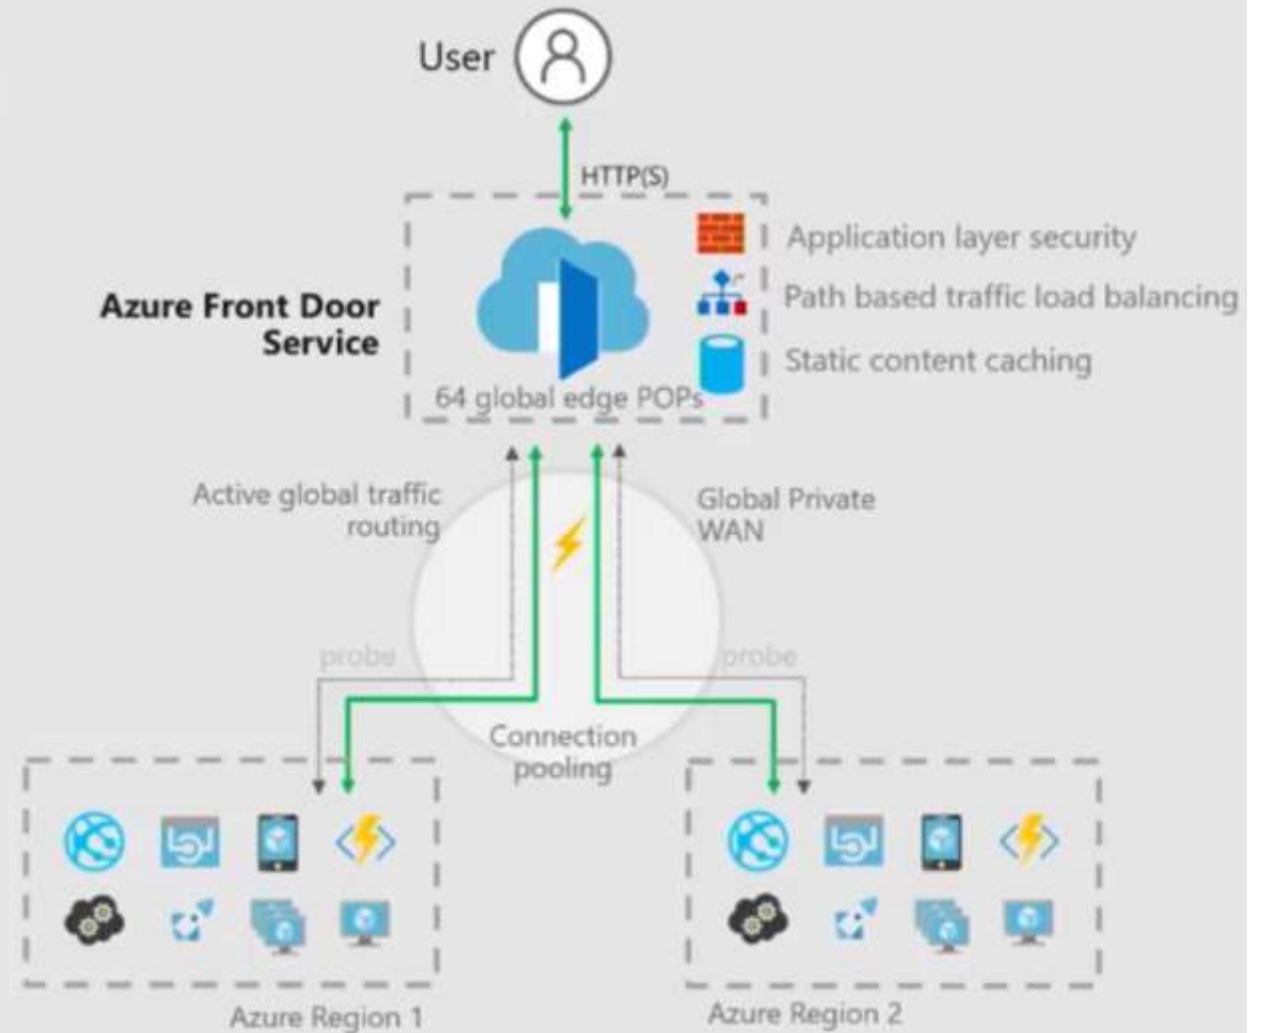 User
HTTP(S)
Application layer security
Azure Front Door
Service
Path based traffic load balancing
Static content caching
64 global edge POPs
Active global traffic
routing
Global Private
WAN
probe
probe
Connection
pooling
Azure Region 1
Azure Region 2